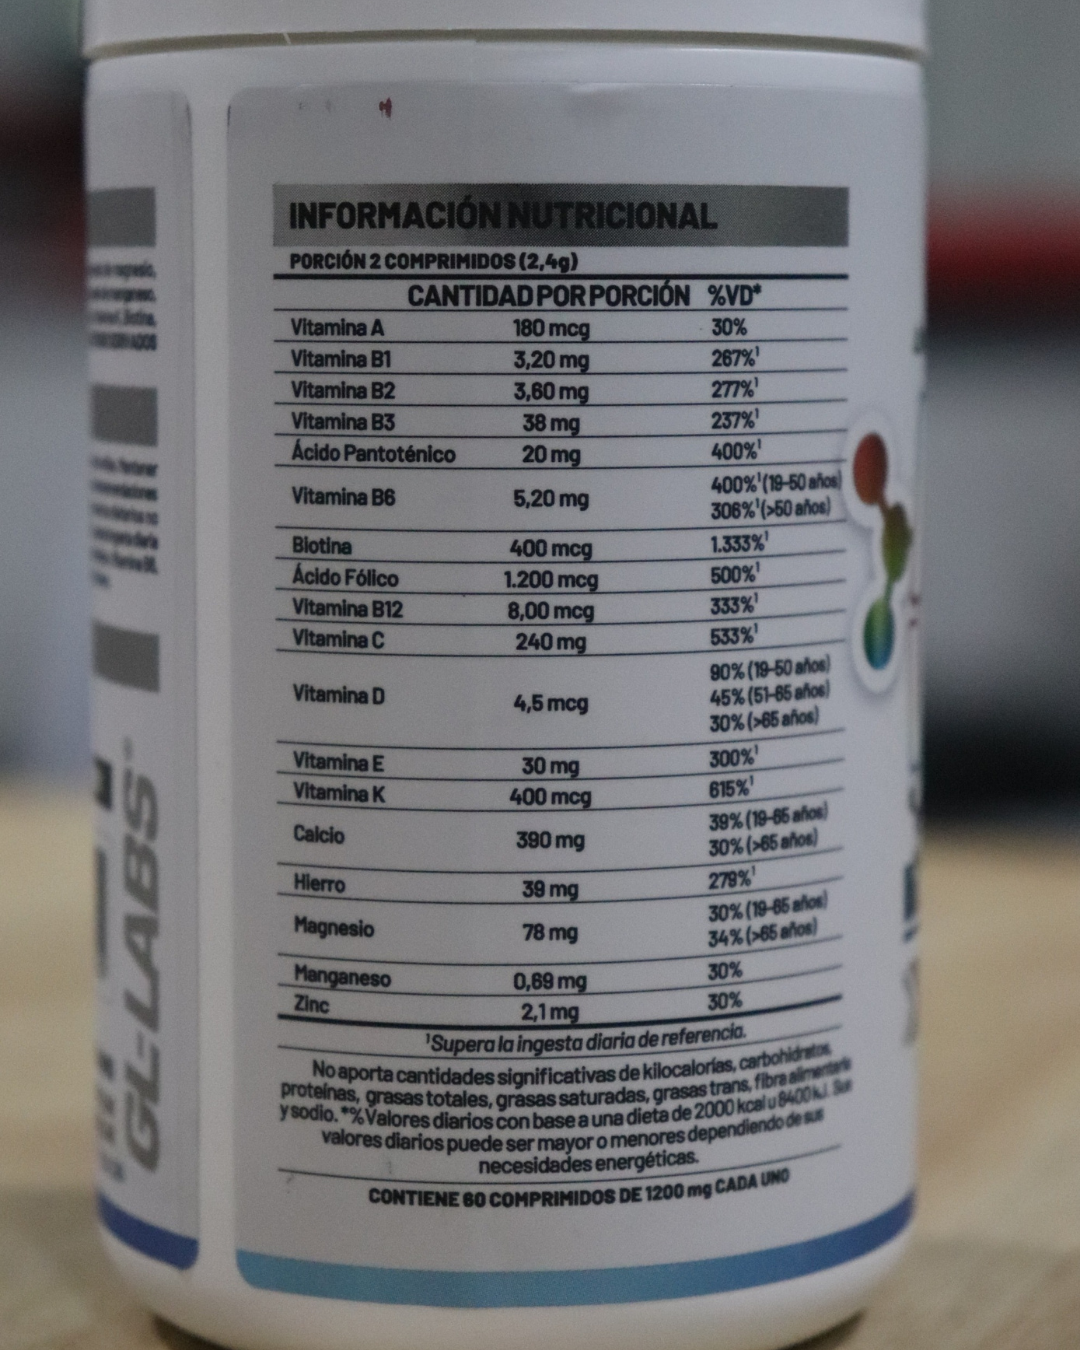 INFORMACIÓN NUTRICIONAL
PORCIÓN 2 COMPRIMIDOS (2,4g)
CANTIDAD POR PORCIÓN %VD*
Vitamina A 180 mcg 30%
Vitamina B1 3,20 mg 267%¹
Vitamina B2 3,60 mg 277%¹
Vitamina B3 38 mg 237%¹
Ácido Pantoténico 20 mg 400%¹
Vitamina B6 5,20 mg 400%¹(19-50 años)
306%¹(>50 años)
Biotina 400 mcg 1.333%¹
Ácido Fólico 1.200 mcg 500%¹
Vitamina B12 8,00 mcg 333%¹
Vitamina C 240 mg 533%¹
Vitamina D 4,5 mcg 90% (19-50 años)
45% (51-65 años)
30% (>65 años)
Vitamina E 30 mg 300%¹
Vitamina K 400 mcg 615%¹
Calcio 390 mg 39% (19-65 años)
30% (>65 años)
Hierro 39 mg 279%¹
Magnesio 78 mg 30% (19-65 años)
34% (>65 años)
Manganeso 0,69 mg 30%
Zinc 2,1 mg 30%
¹Supera la ingesta diaria de referencia.
No aporta cantidades significativas de kilocalorías, carbohidratos,
proteínas, grasas totales, grasas saturadas, grasas trans, fibra alimentaria
y sodio. *% Valores diarios con base a una dieta de 2000 kcal u 8400 kJ. Sus
valores diarios puede ser mayor o menores dependiendo de sus
necesidades energéticas.
CONTIENE 60 COMPRIMIDOS DE 1200 mg CADA UNO
GL-LABS